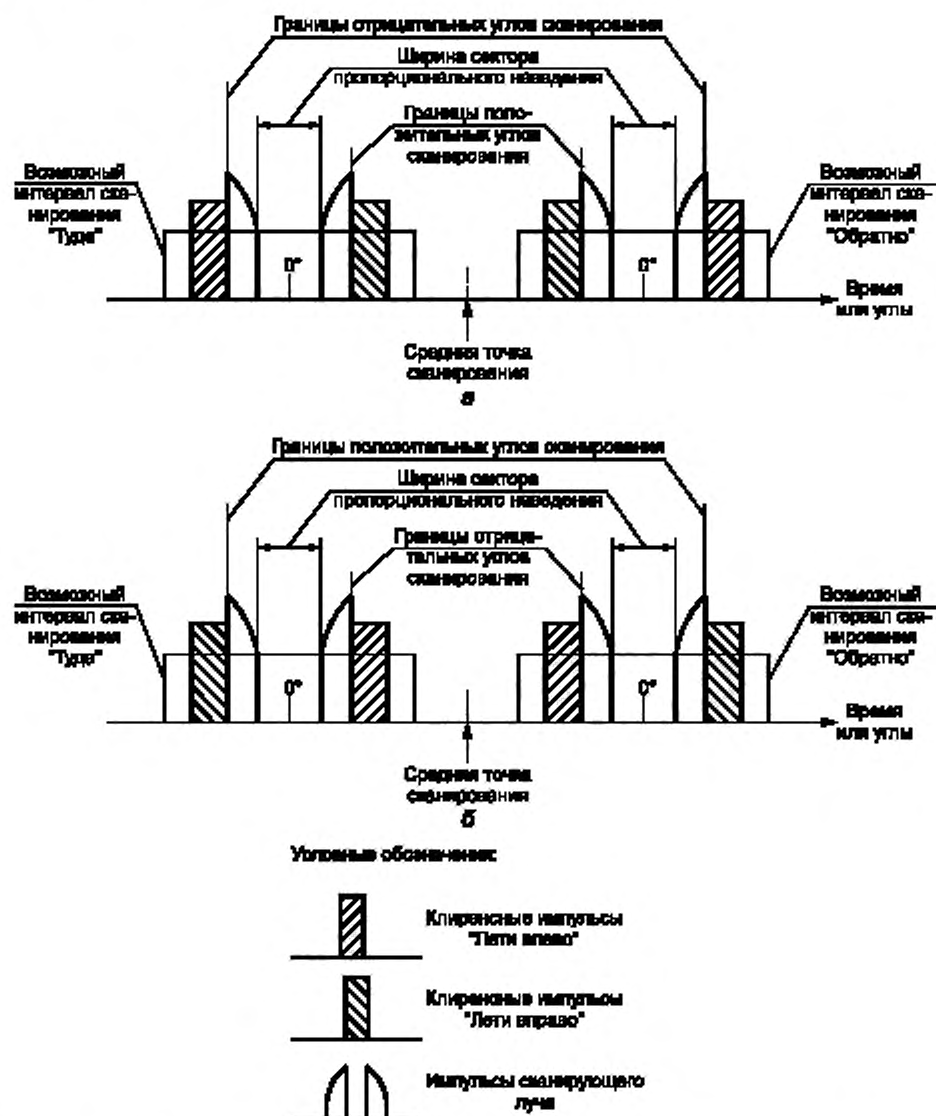 Границы отрицательных углов сканирования
Ширина сектора
пропорционального наведения
Границы поло-
жительных углов
сканирования
Возможный
интервал ска-
нирования
"Туда"
Возможный
интервал ска-
нирования
"Обратно"
0°
0°
Время
или углы
Средняя точка
сканирования
а
Границы положительных углов сканирования
Ширина сектора
пропорционального наведения
Границы отрица-
тельных углов
сканирования
Возможный
интервал ска-
нирования
"Туда"
Возможный
интервал ска-
нирования
"Обратно"
0°
0°
Время
или углы
Средняя точка
сканирования
б
Условные обозначения:
Клиренсные импульсы
"Лети влево"
Клиренсные импульсы
"Лети вправо"
Импульсы сканирующего
луча